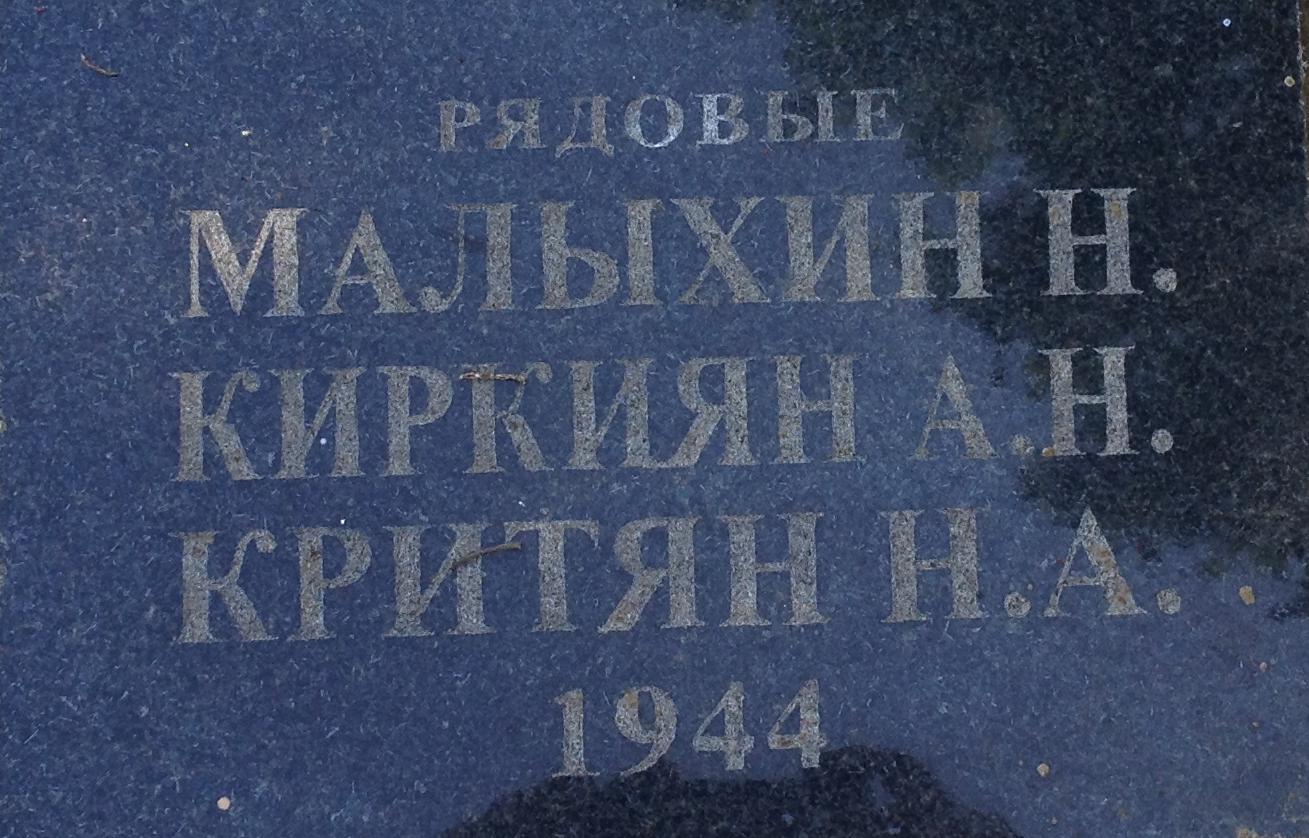 РЯДОВЫЕ
МАЛЫХИН Н.
КИРКИЯН А.Н.
КРИТЯН Н.А.
1944